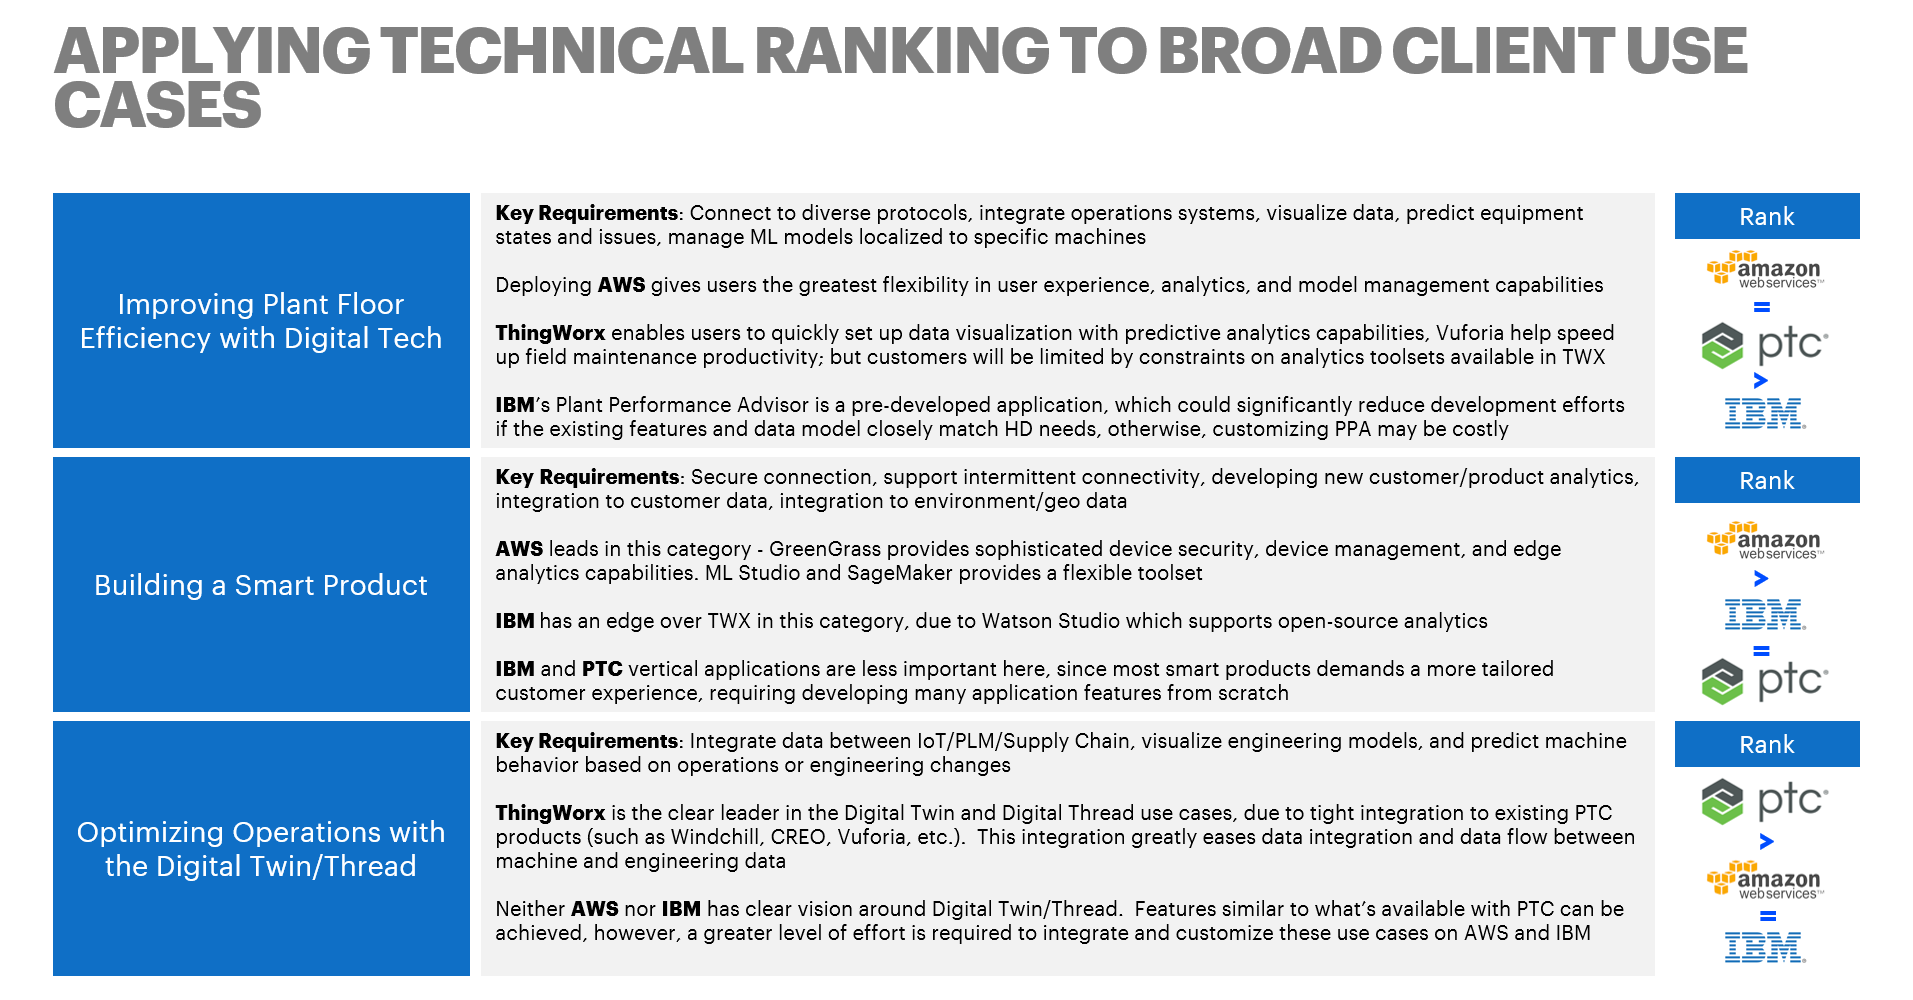 APPLYING TECHNICAL RANKING TO BROAD CLIENT USE
CASES
Improving Plant Floor
Efficiency with Digital Tech
Key Requirements: Connect to diverse protocols, integrate operations systems, visualize data, predict equipment
states and issues, manage ML models localized to specific machines
Deploying AWS gives users the greatest flexibility in user experience, analytics, and model management capabilities
ThingWorx enables users to quickly set up data visualization with predictive analytics capabilities, Vuforia help speed
up field maintenance productivity; but customers will be limited by constraints on analytics toolsets available in TWX
IBM’s Plant Performance Advisor is a pre-developed application, which could significantly reduce development efforts
if the existing features and data model closely match HD needs, otherwise, customizing PPA may be costly
Rank
amazon
webservices™
=
ptc®
>
IBM®
Building a Smart Product
Key Requirements: Secure connection, support intermittent connectivity, developing new customer/product analytics,
integration to customer data, integration to environment/geo data
AWS leads in this category - GreenGrass provides sophisticated device security, device management, and edge
analytics capabilities. ML Studio and SageMaker provides a flexible toolset
IBM has an edge over TWX in this category, due to Watson Studio which supports open-source analytics
IBM and PTC vertical applications are less important here, since most smart products demands a more tailored
customer experience, requiring developing many application features from scratch
Rank
amazon
webservices™
>
IBM®
=
ptc®
Optimizing Operations with
the Digital Twin/Thread
Key Requirements: Integrate data between IoT/PLM/Supply Chain, visualize engineering models, and predict machine
behavior based on operations or engineering changes
ThingWorx is the clear leader in the Digital Twin and Digital Thread use cases, due to tight integration to existing PTC
products (such as Windchill, CREO, Vuforia, etc.).  This integration greatly eases data integration and data flow between
machine and engineering data
Neither AWS nor IBM has clear vision around Digital Twin/Thread.  Features similar to what’s available with PTC can be
achieved, however, a greater level of effort is required to integrate and customize these use cases on AWS and IBM
Rank
ptc®
>
amazon
webservices™
=
IBM®